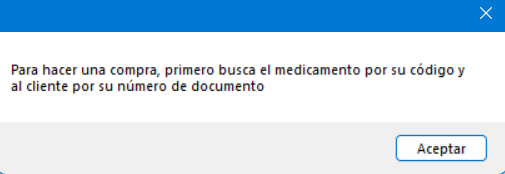 Para hacer una compra, primero busca el medicamento por su código y
al cliente por su número de documento
Aceptar